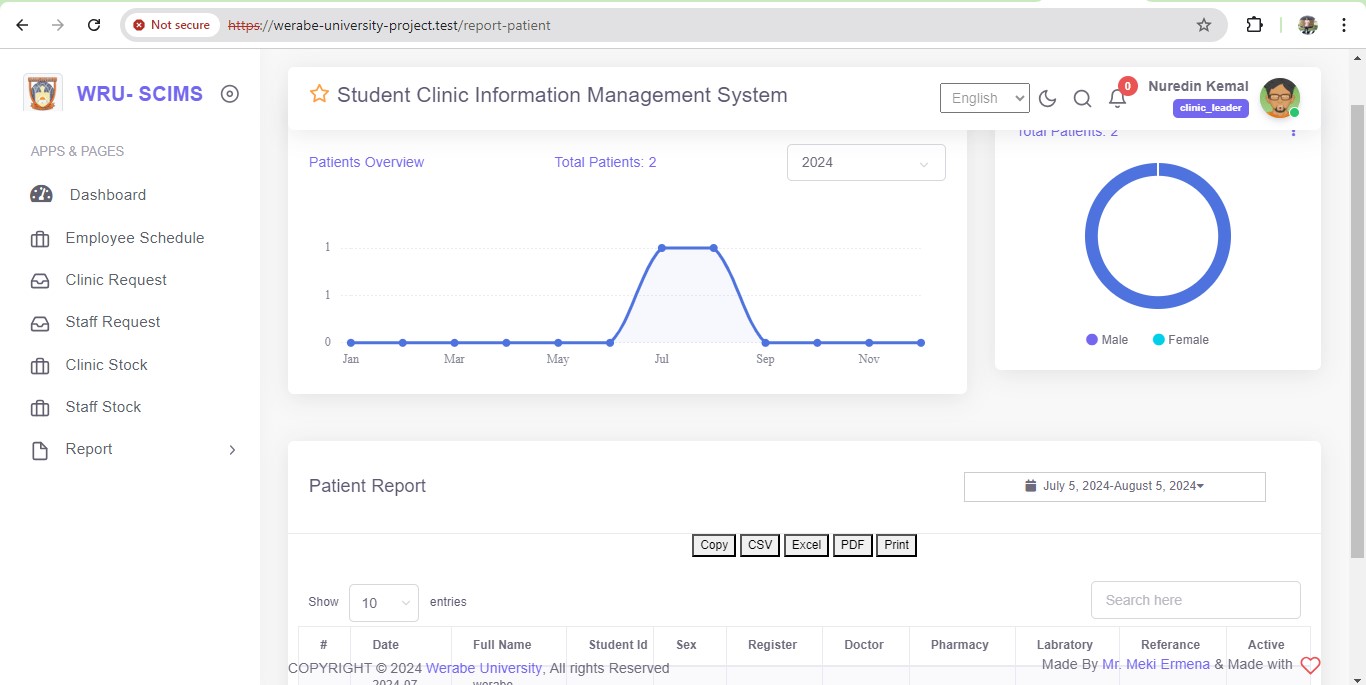 Not secure https://werabe-university-project.test/report-patient
WRU- SCIMS
APPS & PAGES
Dashboard
Employee Schedule
Clinic Request
Staff Request
Clinic Stock
Staff Stock
Report
Student Clinic Information Management System
English
0
Nuredin Kemal
clinic_leader
Patients Overview
Total Patients: 2
2024
1
1
0
Jan Mar May Jul Sep Nov
Total Patients: 2
Male Female
Patient Report
July 5, 2024-August 5, 2024
Copy CSV Excel PDF Print
Show 10 entries
Search here
# Date Full Name Student Id Sex Register Doctor Pharmacy Labratory Referance Active
COPYRIGHT © 2024 Werabe University, All rights Reserved
Made By Mr. Meki Ermena & Made with
2024-07- werabe